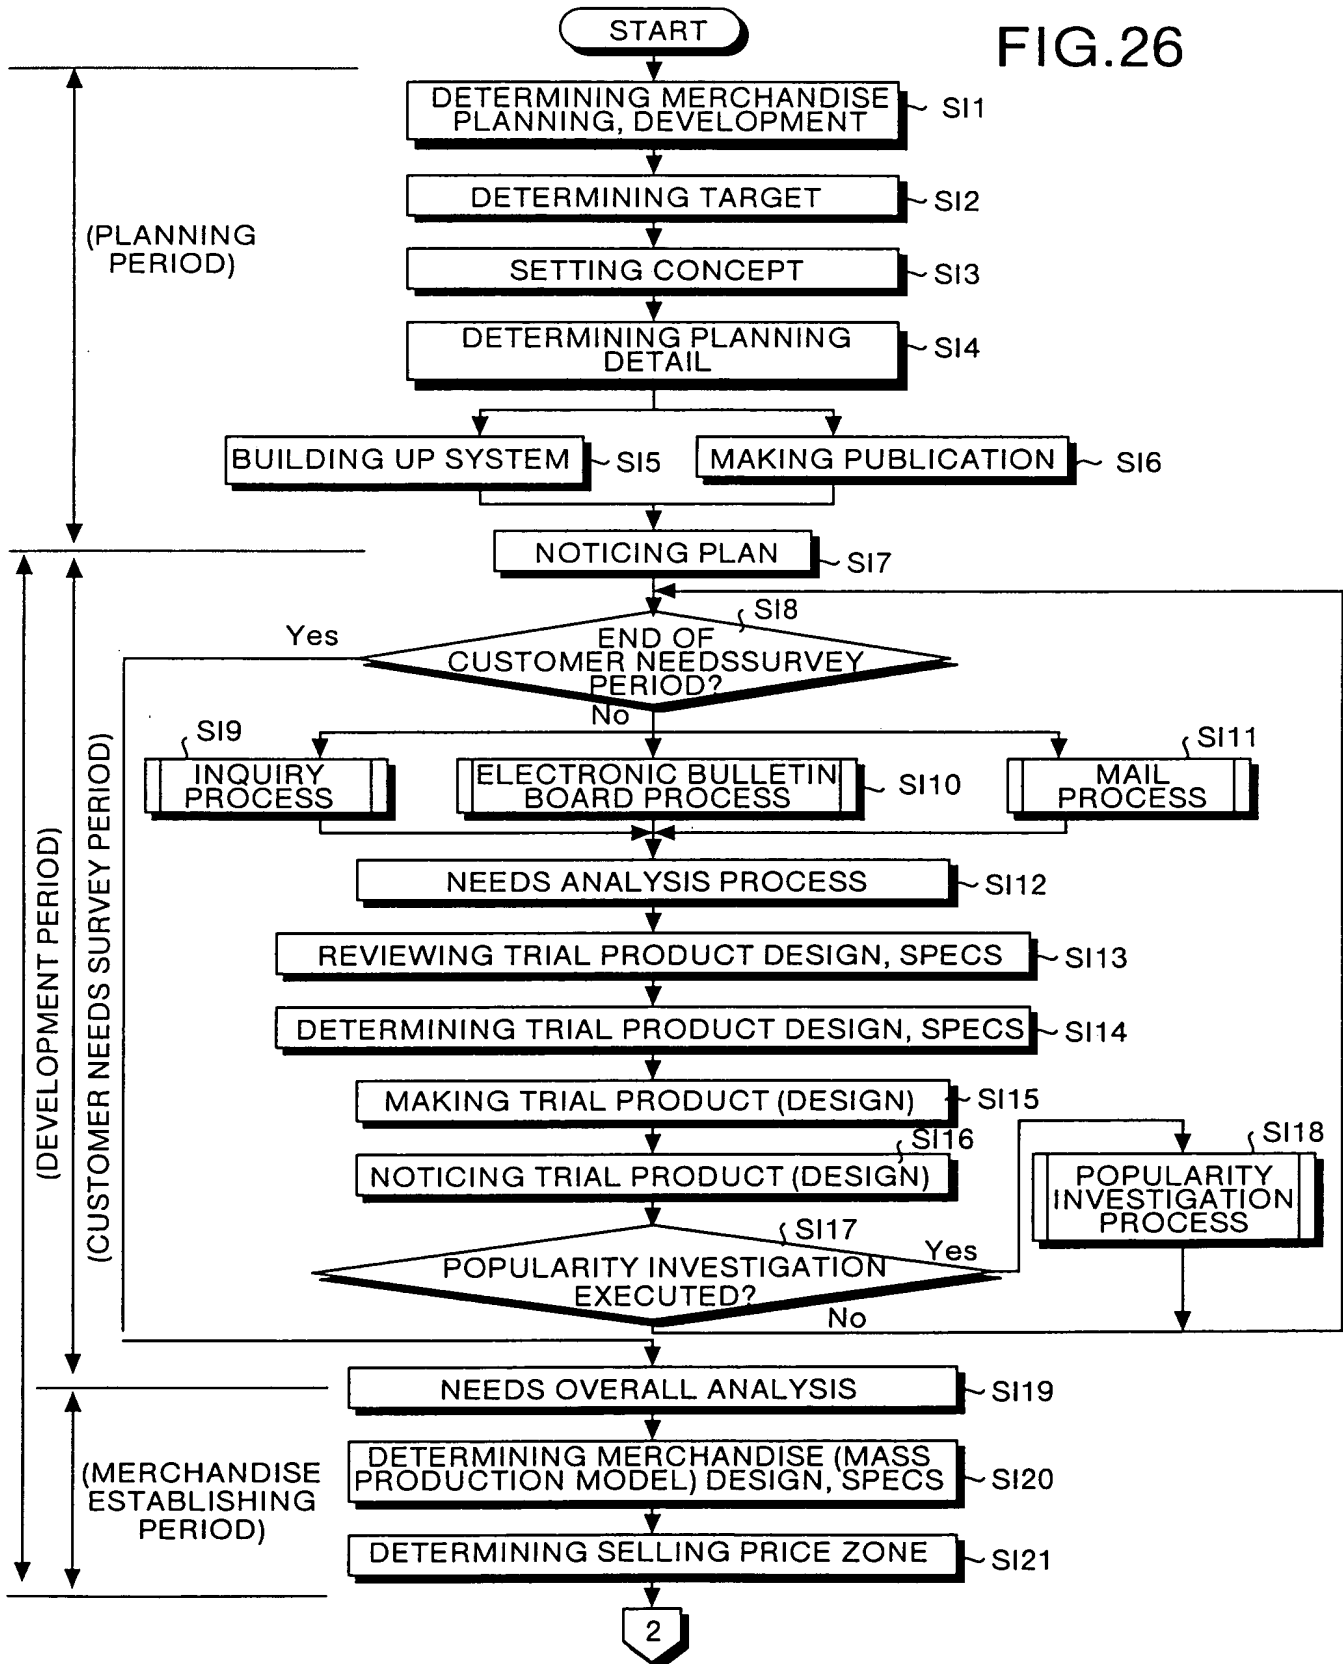 START
FIG.26
DETERMINING MERCHANDISE
PLANNING, DEVELOPMENT
SI1
DETERMINING TARGET
SI2
(PLANNING
PERIOD)
SETTING CONCEPT
SI3
DETERMINING PLANNING
DETAIL
SI4
BUILDING UP SYSTEM
SI5
MAKING PUBLICATION
SI6
NOTICING PLAN
SI7
SI8
Yes
END OF
CUSTOMER NEEDSSURVEY
PERIOD?
No
SI9
INQUIRY
PROCESS
ELECTRONIC BULLETIN
BOARD PROCESS
SI10
SI11
MAIL
PROCESS
(DEVELOPMENT PERIOD)
(CUSTOMER NEEDS SURVEY PERIOD)
NEEDS ANALYSIS PROCESS
SI12
REVIEWING TRIAL PRODUCT DESIGN, SPECS
SI13
DETERMINING TRIAL PRODUCT DESIGN, SPECS
SI14
MAKING TRIAL PRODUCT (DESIGN)
SI15
SI16
NOTICING TRIAL PRODUCT (DESIGN)
SI18
POPULARITY
INVESTIGATION
PROCESS
SI17
Yes
POPULARITY INVESTIGATION
EXECUTED?
No
NEEDS OVERALL ANALYSIS
SI19
(MERCHANDISE
ESTABLISHING
PERIOD)
DETERMINING MERCHANDISE (MASS
PRODUCTION MODEL) DESIGN, SPECS
SI20
DETERMINING SELLING PRICE ZONE
SI21
2